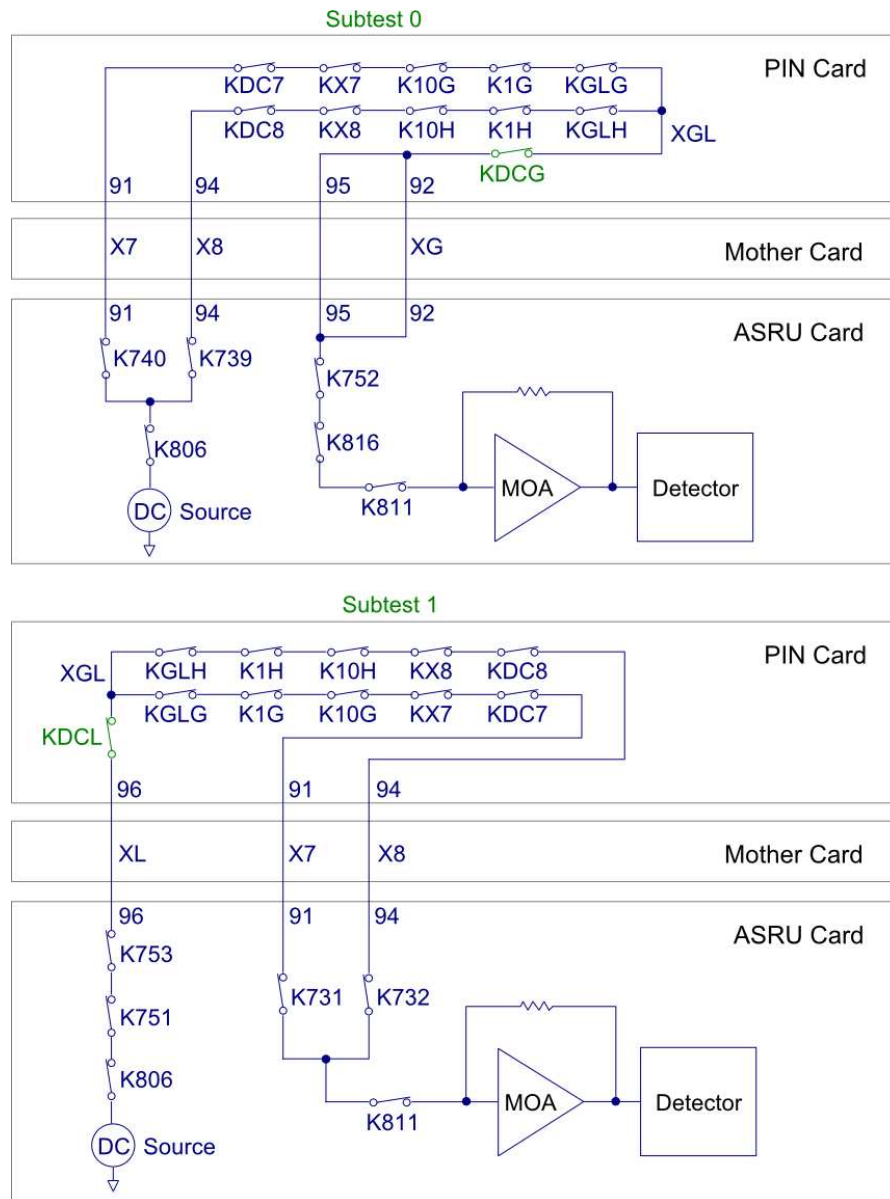 Subtest 0
PIN Card
KDC7 KX7 K10G K1G KGLG
KDC8 KX8 K10H K1H KGLH
XGL
KDCG
91 94 95 92
X7 X8 XG
Mother Card
91 94 95 92
ASRU Card
K740 K739
K752
K806
K816
MOA Detector
DC Source
K811
Subtest 1
PIN Card
XGL
KGLH K1H K10H KX8 KDC8
KGLG K1G K10G KX7 KDC7
KDCL
96 91 94
XL X7 X8
Mother Card
96 91 94
ASRU Card
K753
K731 K732
K751
K806
MOA Detector
K811
DC Source